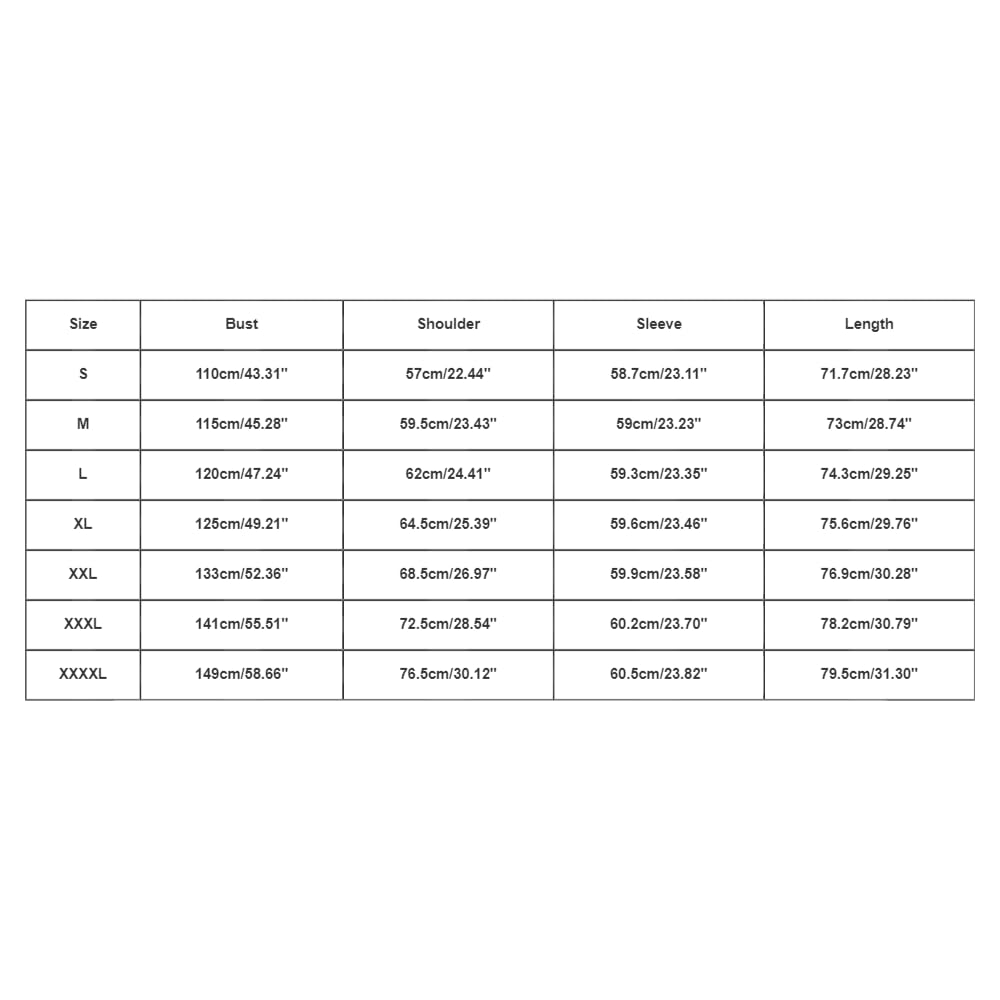 Size Bust Shoulder Sleeve Length
S 110cm/43.31" 57cm/22.44" 58.7cm/23.11" 71.7cm/28.23"
M 115cm/45.28" 59.5cm/23.43" 59cm/23.23" 73cm/28.74"
L 120cm/47.24" 62cm/24.41" 59.3cm/23.35" 74.3cm/29.25"
XL 125cm/49.21" 64.5cm/25.39" 59.6cm/23.46" 75.6cm/29.76"
XXL 133cm/52.36" 68.5cm/26.97" 59.9cm/23.58" 76.9cm/30.28"
XXXL 141cm/55.51" 72.5cm/28.54" 60.2cm/23.70" 78.2cm/30.79"
XXXXL 149cm/58.66" 76.5cm/30.12" 60.5cm/23.82" 79.5cm/31.30"